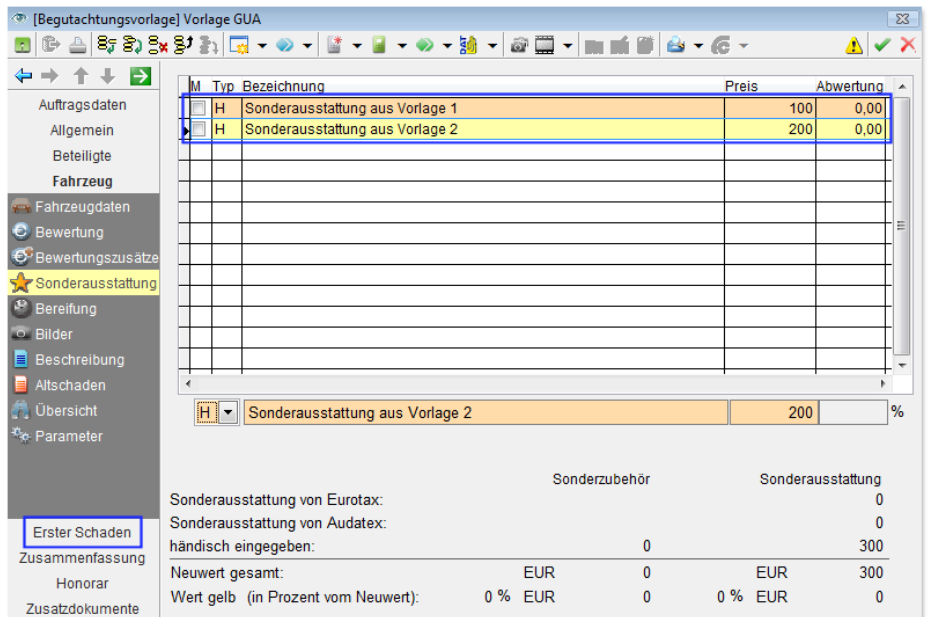 [Begutachtungsvorlage] Vorlage GUA
M Typ Bezeichnung Preis Abwertung
H Sonderausstattung aus Vorlage 1 100 0,00
H Sonderausstattung aus Vorlage 2 200 0,00
H Sonderausstattung aus Vorlage 2 200 %
Auftragsdaten
Allgemein
Beteiligte
Fahrzeug
Fahrzeugdaten
Bewertung
Bewertungszusätze
Sonderausstattung
Bereifung
Bilder
Beschreibung
Altschaden
Übersicht
Parameter
Erster Schaden
Zusammenfassung
Honorar
Zusatzdokumente
Sonderzubehör Sonderausstattung
Sonderausstattung von Eurotax: 0
Sonderausstattung von Audatex: 0
händisch eingegeben: 0 300
Neuwert gesamt: EUR 0 EUR 300
Wert gelb (in Prozent vom Neuwert): 0 % EUR 0 0 % EUR 0